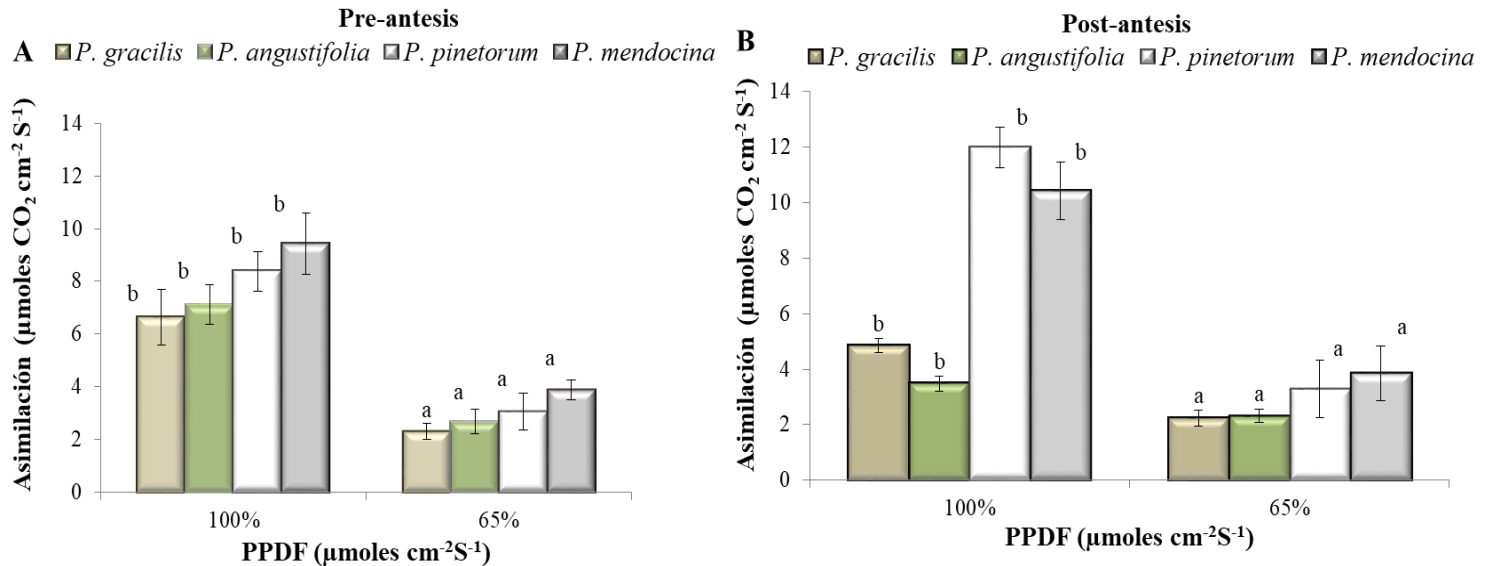 Pre-antesis
A P. gracilis P. angustifolia P. pinetorum P. mendocina
Asimilación (µmoles CO₂ cm⁻² S⁻¹)
14
12
10
8
6
4
2
0
b b b b a a a a
100% 65%
PPDF (µmoles cm⁻²S⁻¹)
Post-antesis
B P. gracilis P. angustifolia P. pinetorum P. mendocina
Asimilación (µmoles CO₂ cm⁻² S⁻¹)
14
12
10
8
6
4
2
0
b b b b a a a a
100% 65%
PPDF (µmoles cm⁻²S⁻¹)